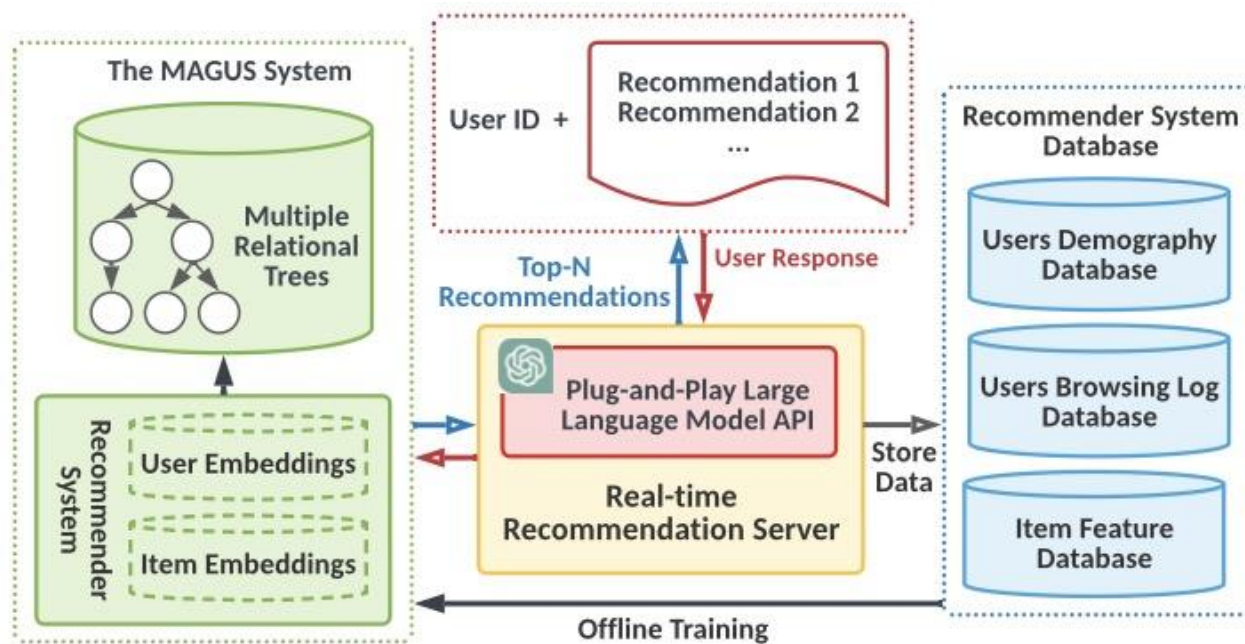 The MAGUS System
Multiple
Relational
Trees
Recommender
System
User Embeddings
Item Embeddings
User ID +
Recommendation 1
Recommendation 2
...
Top-N
Recommendations
User Response
Plug-and-Play Large
Language Model API
Real-time
Recommendation Server
Store
Data
Recommender System
Database
Users Demography
Database
Users Browsing Log
Database
Item Feature
Database
Offline Training